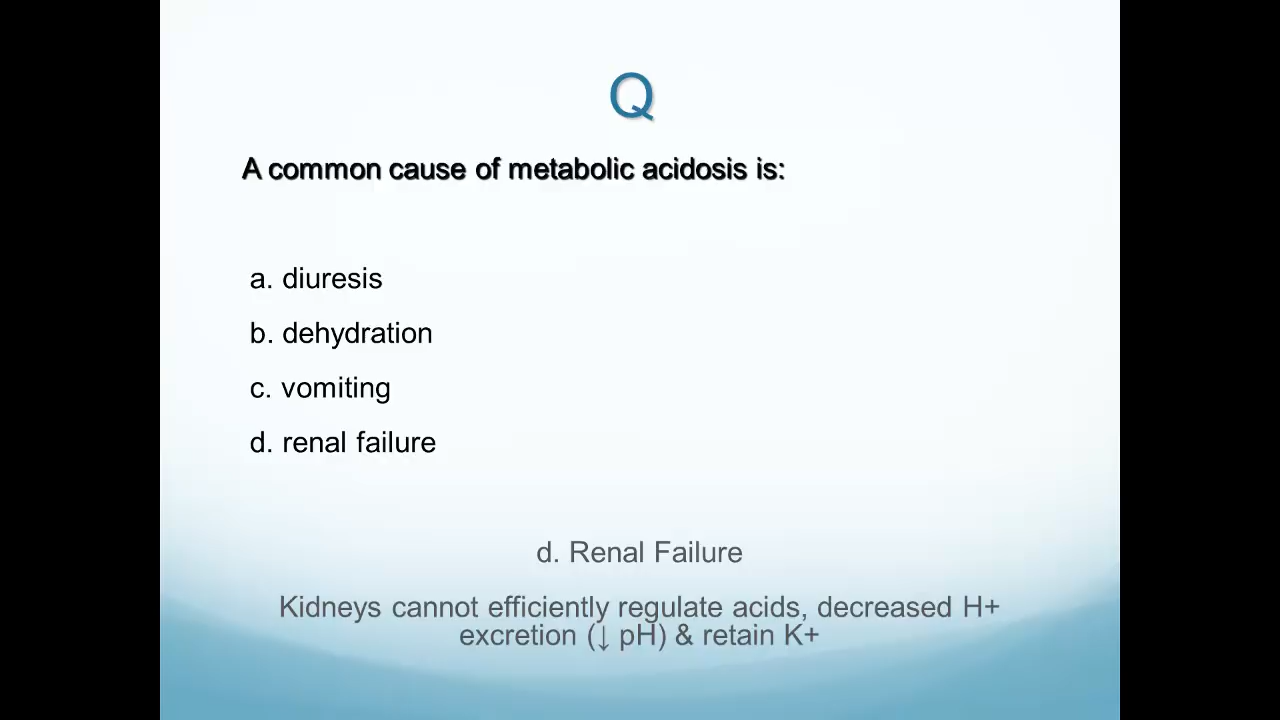 Q
A common cause of metabolic acidosis is:
a. diuresis
b. dehydration
c. vomiting
d. renal failure
d. Renal Failure
Kidneys cannot efficiently regulate acids, decreased H+
excretion (↓ pH) & retain K+